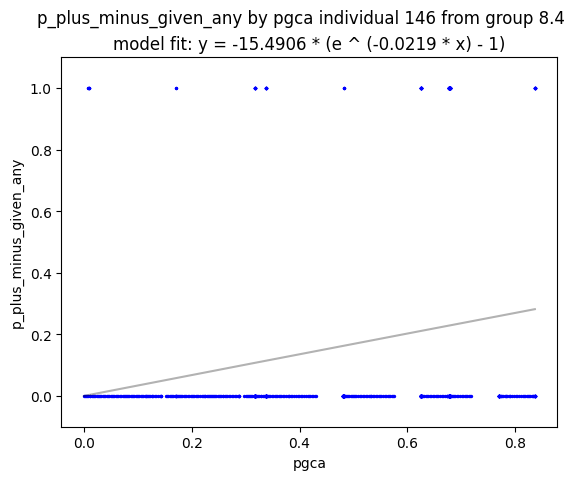 p_plus_minus_given_any by pgca individual 146 from group 8.4
model fit: y = -15.4906 * (e ^ (-0.0219 * x) - 1)
1.0
0.8
0.6
0.4
0.2
0.0
p_plus_minus_given_any
0.0 0.2 0.4 0.6 0.8
pgca